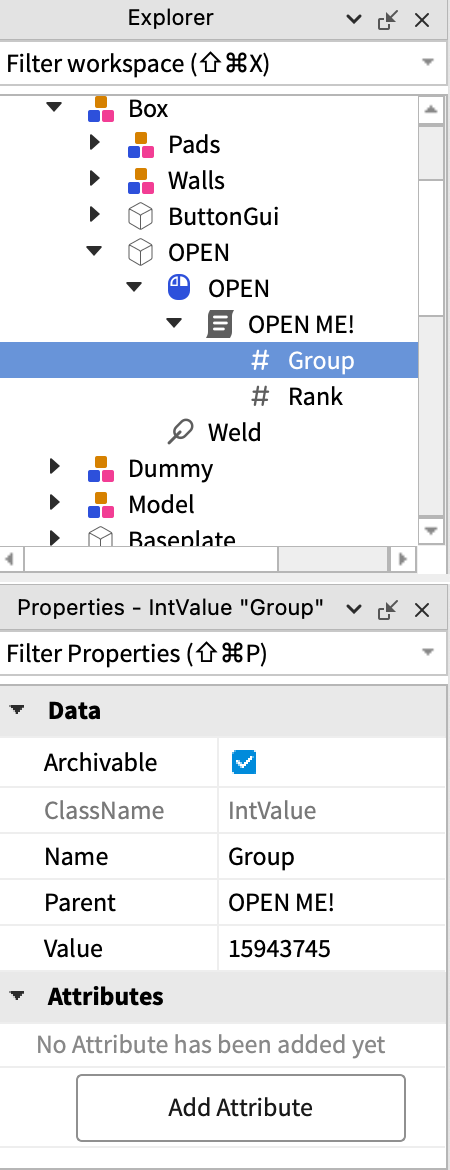 Explorer
Filter workspace (⇧⌘X)
Box
Pads
Walls
ButtonGui
OPEN
OPEN
OPEN ME!
# Group
# Rank
Weld
Dummy
Model
Baseplate
Properties - IntValue "Group"
Filter Properties (⇧⌘P)
Data
Archivable
ClassName IntValue
Name Group
Parent OPEN ME!
Value 15943745
Attributes
No Attribute has been added yet
Add Attribute